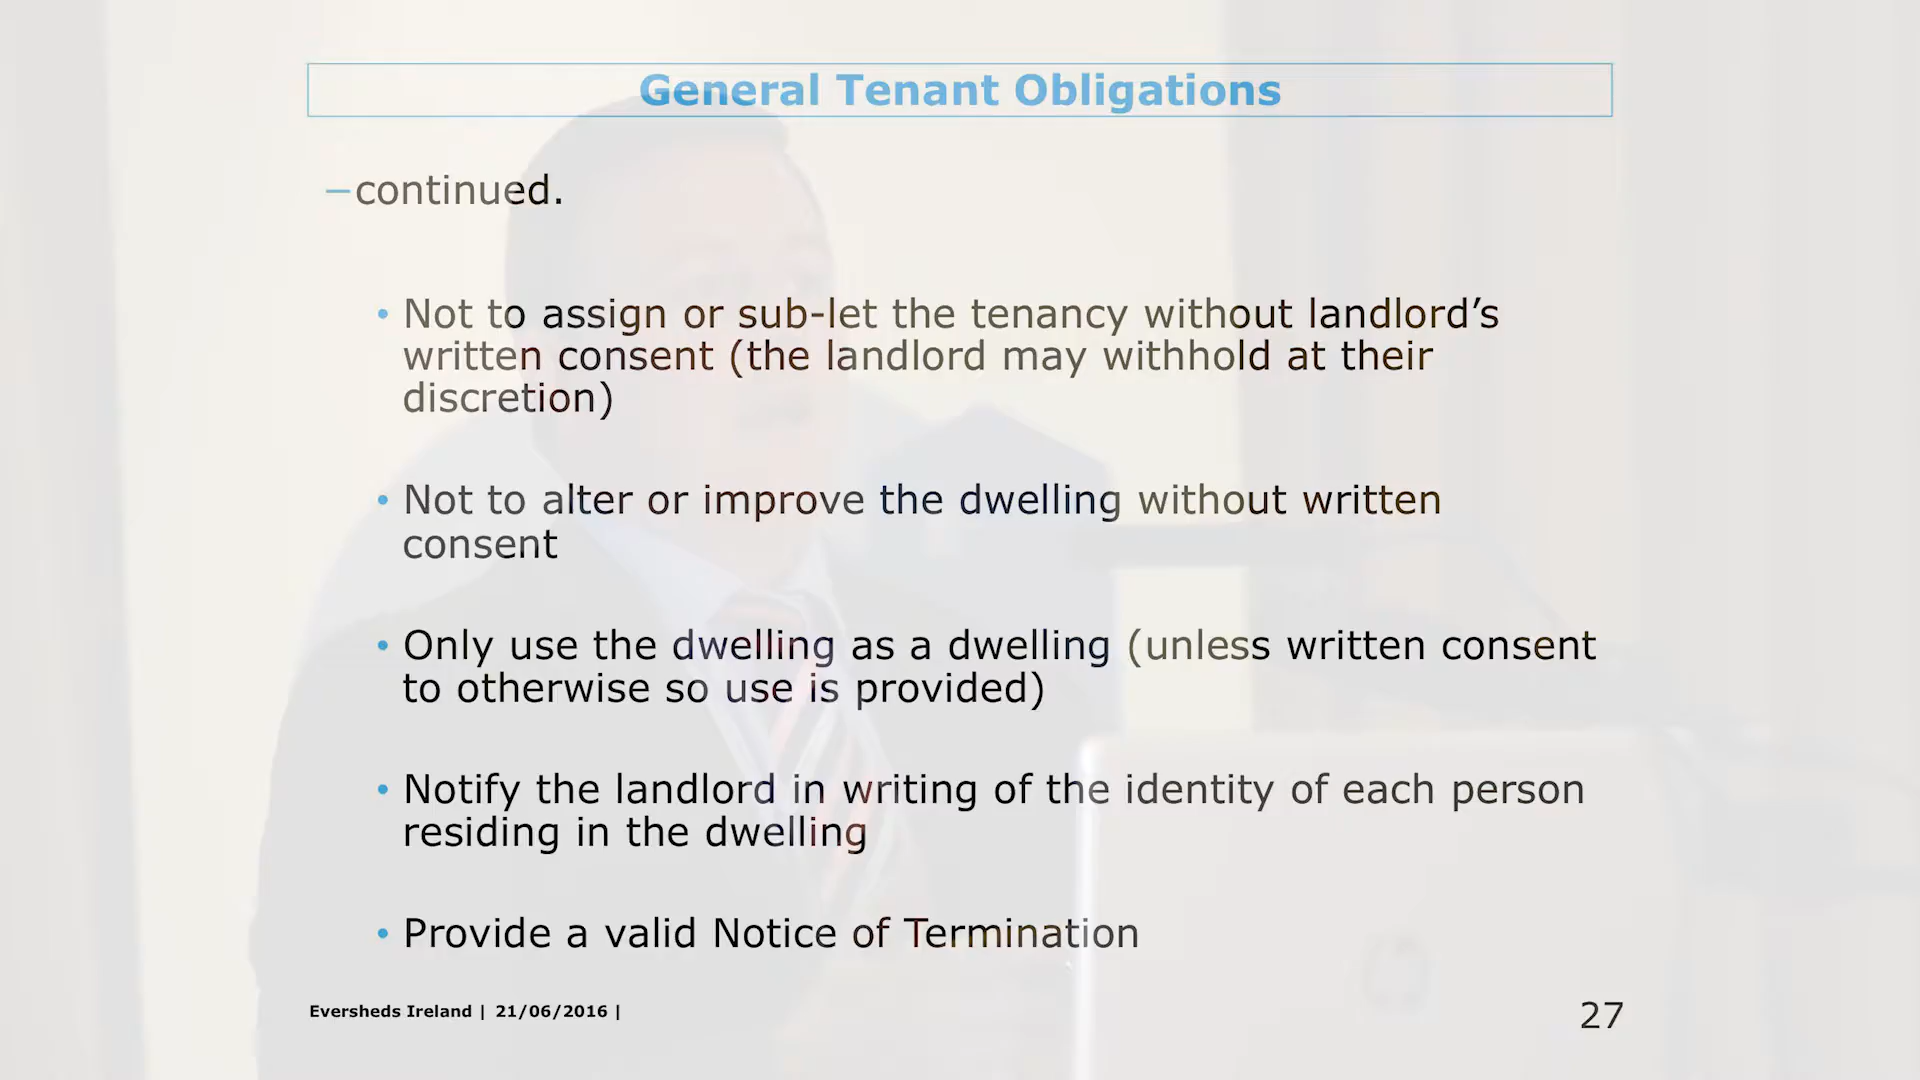 General Tenant Obligations
–continued.
• Not to assign or sub-let the tenancy without landlord’s
written consent (the landlord may withhold at their
discretion)
• Not to alter or improve the dwelling without written
consent
• Only use the dwelling as a dwelling (unless written consent
to otherwise so use is provided)
• Notify the landlord in writing of the identity of each person
residing in the dwelling
• Provide a valid Notice of Termination
Eversheds Ireland | 21/06/2016 |
27